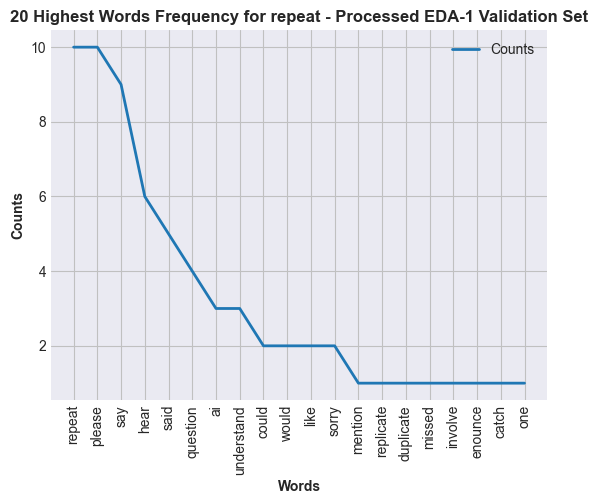 20 Highest Words Frequency for repeat - Processed EDA-1 Validation Set
Counts
10
8
6
4
2
Counts
repeat
please
say
hear
said
question
ai
understand
could
would
like
sorry
mention
replicate
duplicate
missed
involve
enounce
catch
one
Words